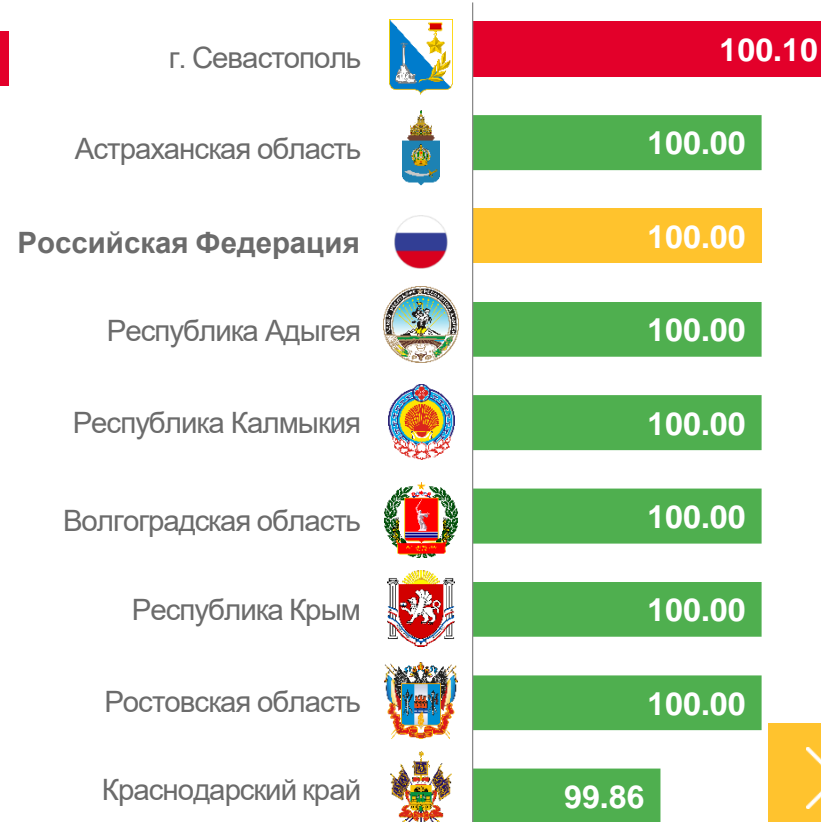 г. Севастополь 100.10
Астраханская область 100.00
Российская Федерация 100.00
Республика Адыгея 100.00
Республика Калмыкия 100.00
Волгоградская область 100.00
Республика Крым 100.00
Ростовская область 100.00
Краснодарский край 99.86